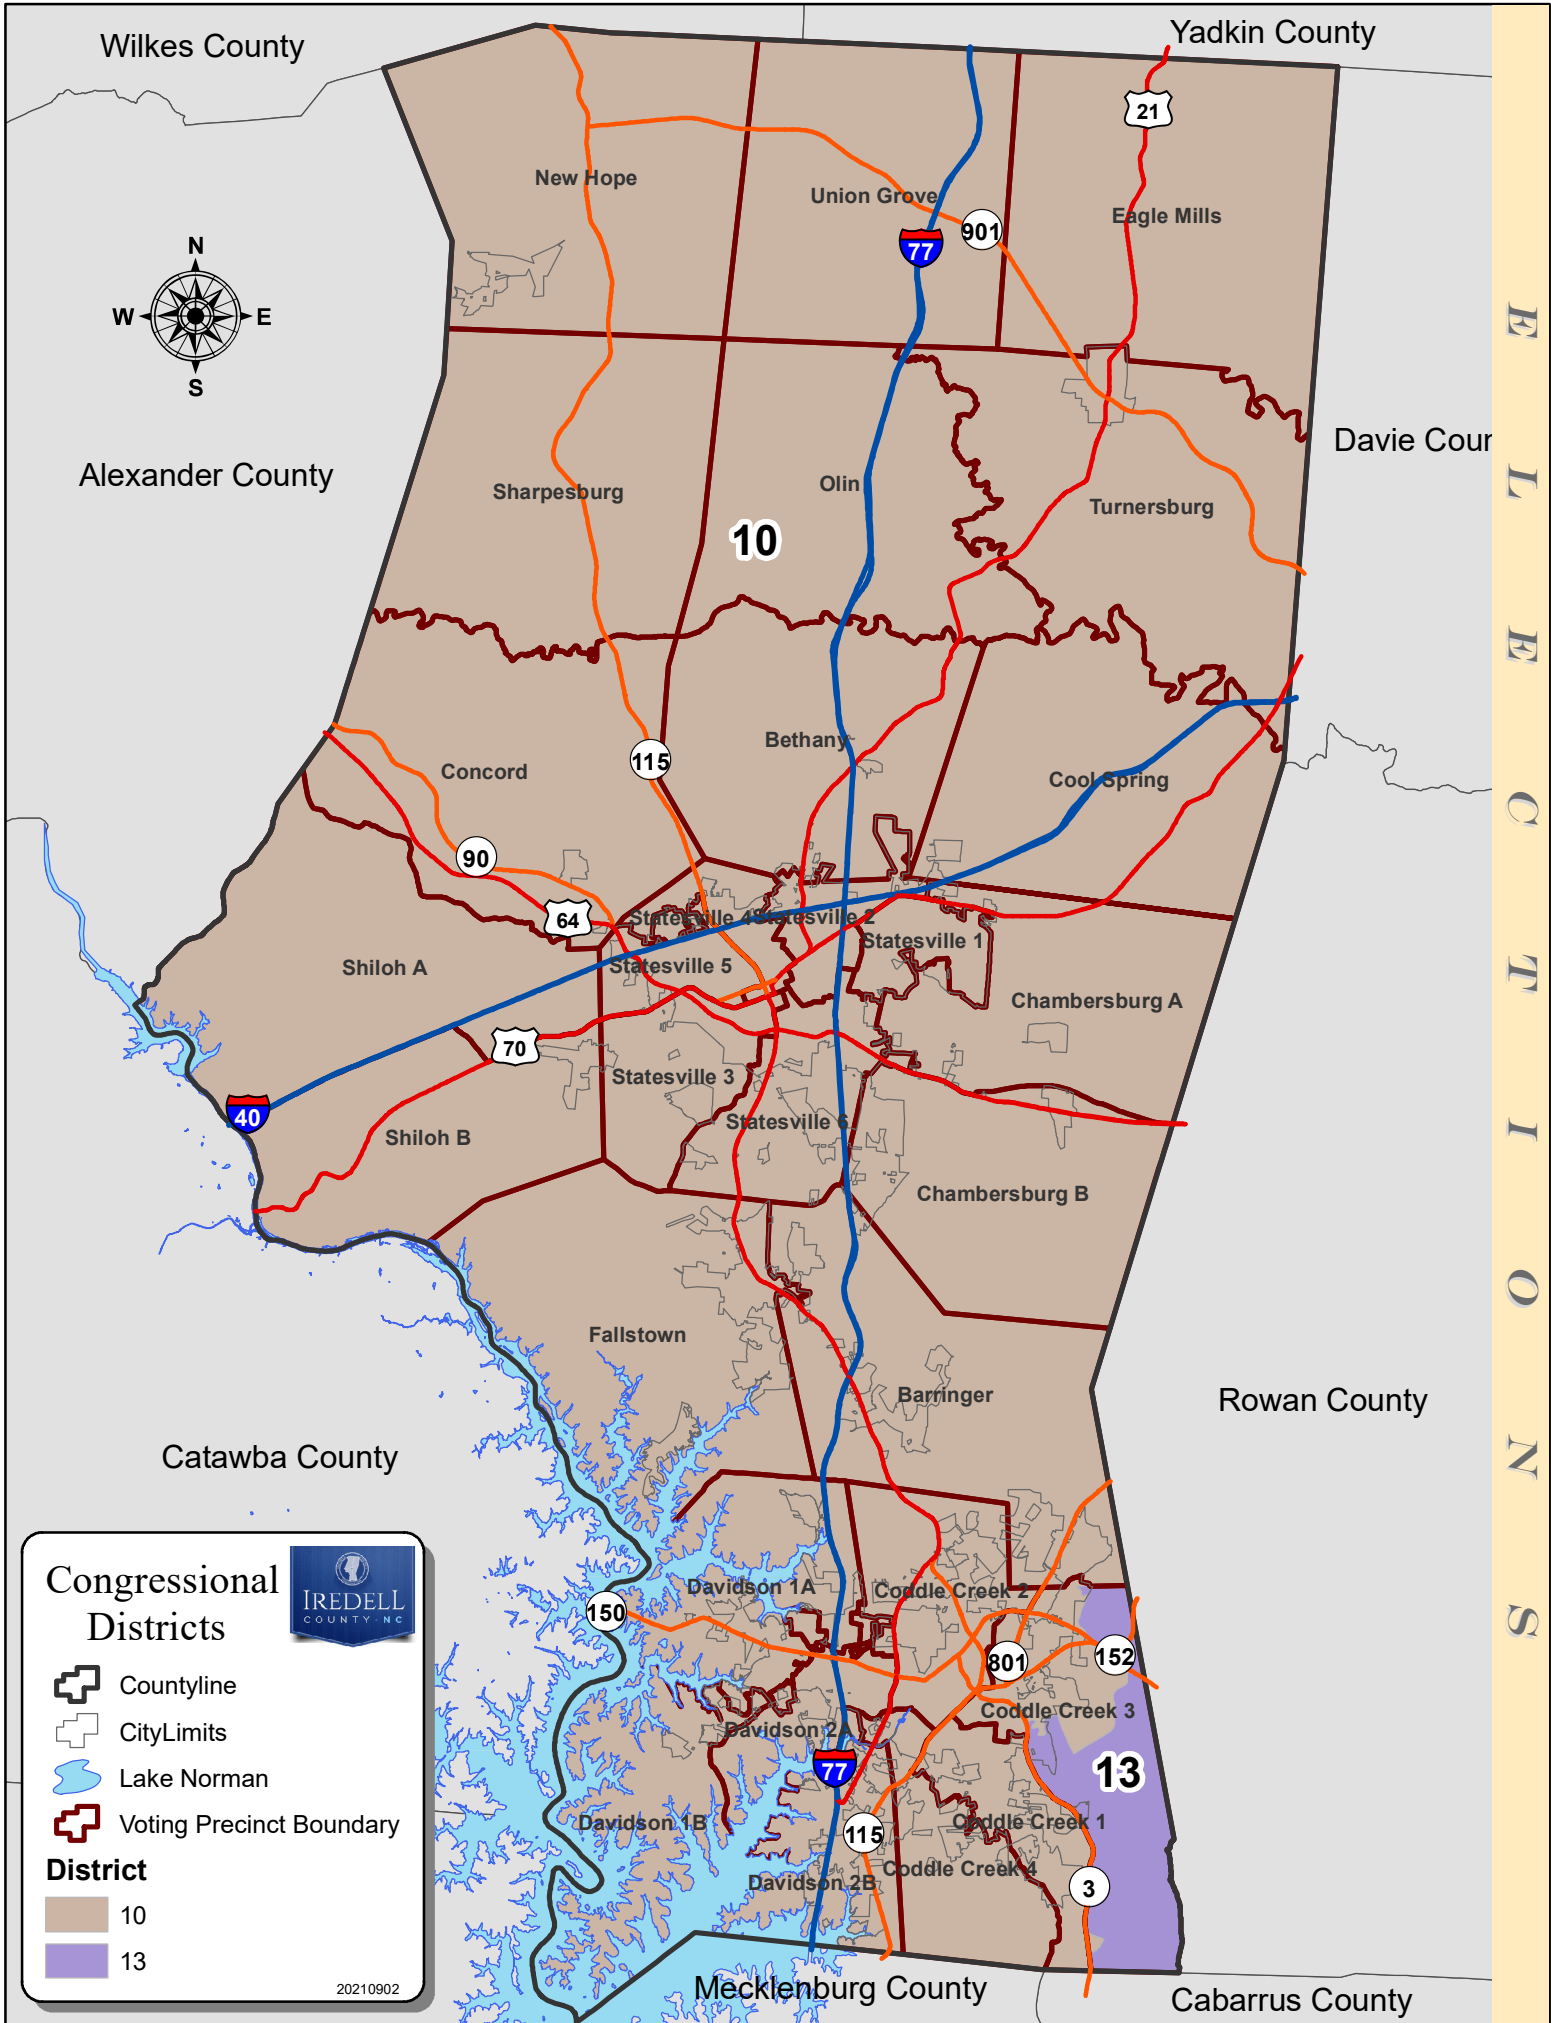 Wilkes County
Yadkin County
21
New Hope
Union Grove
Eagle Mills
901
77
N
W
E
S
Davie Cour
Alexander County
Sharpesburg
Olin
Turnersburg
10
Bethany
115
Concord
Cool Spring
90
64
Statesville 4
Statesville 2
Statesville 1
Shiloh A
Statesville 5
Chambersburg A
70
Statesville 3
40
Statesville 6
Shiloh B
Chambersburg B
Fallstown
Barringer
Rowan County
Catawba County
Davidson 1A
Coddle Creek 2
150
801
152
Coddle Creek 3
Davidson 2A
77
13
Davidson 1B
Coddle Creek 1
115
Coddle Creek 4
Davidson 2B
3
Mecklenburg County
Cabarrus County
Congressional
Districts
IREDELL
COUNTY NC
Countyline
CityLimits
Lake Norman
Voting Precinct Boundary
District
10
13
20210902
ELECTIONS